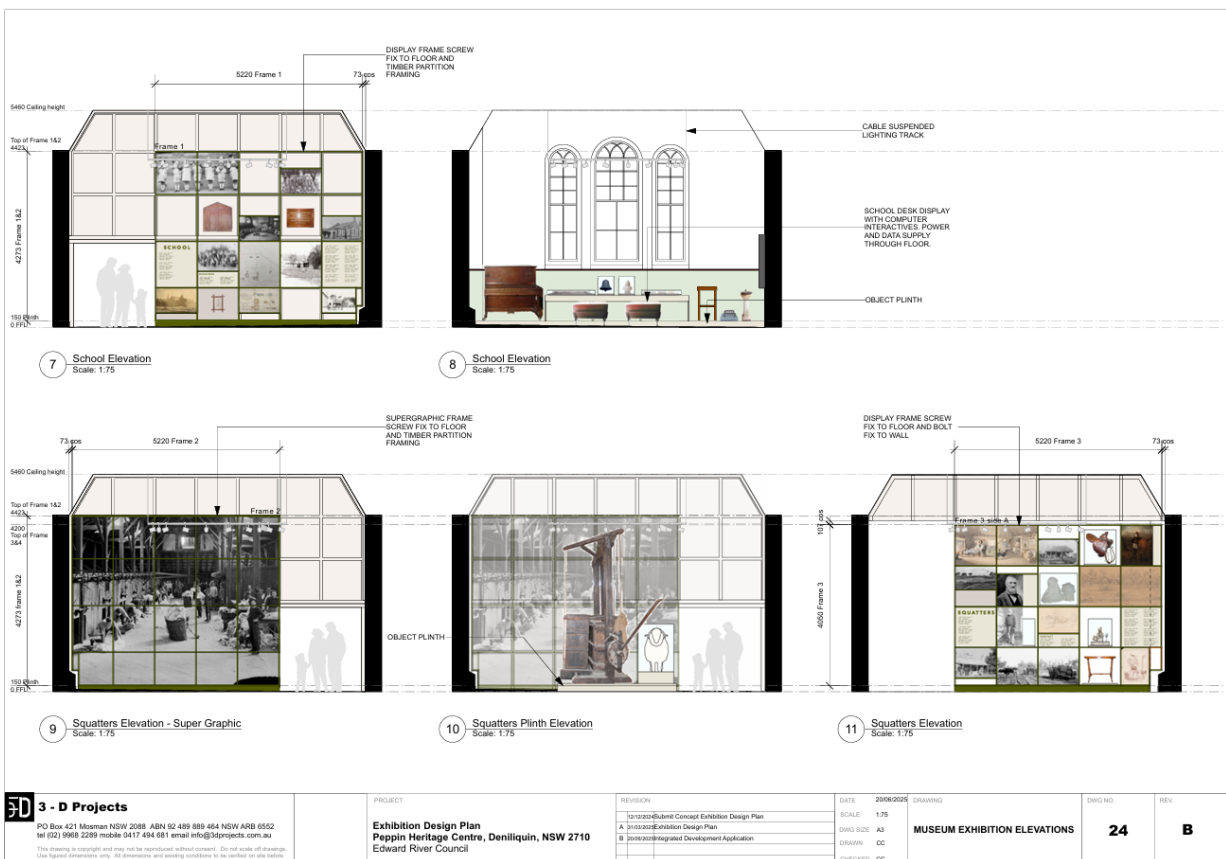 DISPLAY FRAME SCREW
FIX TO FLOOR AND
TIMBER PARTITION
FRAMING
5220 Frame 1
73 cos
5460 Ceiling height
Top of Frame 1&2
4423
Frame 1
4273 Frame 1&2
SCHOOL
150 Plinth
0 FFL
7
School Elevation
Scale: 1:75
CABLE SUSPENDED
LIGHTING TRACK
SCHOOL DESK DISPLAY
WITH COMPUTER
INTERACTIVES. POWER
AND DATA SUPPLY
THROUGH FLOOR.
OBJECT PLINTH
8
School Elevation
Scale: 1:75
SUPERGRAPHIC FRAME
SCREW FIX TO FLOOR
AND TIMBER PARTITION
FRAMING
73 cos
5220 Frame 2
5460 Ceiling height
Top of Frame 1&2
4423
4200
Top of Frame
3&4
Frame 2
4273 frame 1&2
150 Plinth
0 FFL
9
Squatters Elevation - Super Graphic
Scale: 1:75
OBJECT PLINTH
10
Squatters Plinth Elevation
Scale: 1:75
DISPLAY FRAME SCREW
FIX TO FLOOR AND BOLT
FIX TO WALL
5220 Frame 3
73 cos
107 cos
Frame 3 side A
4050 Frame 3
SQUATTERS
11
Squatters Elevation
Scale: 1:75
3D
3 - D Projects
PO Box 421 Mosman NSW 2088 ABN 92 489 889 464 NSW ARB 6552
tel (02) 9968 2289 mobile 0417 494 681 email info@3dprojects.com.au
This drawing is copyright and may not be reproduced without consent. Do not scale off drawings.
Use figured dimensions only. All dimensions and existing conditions to be verified on site before
PROJECT
Exhibition Design Plan
Peppin Heritage Centre, Deniliquin, NSW 2710
Edward River Council
REVISION
12/12/2024 Submit Concept Exhibition Design Plan
A 31/03/2025 Exhibition Design Plan
B 20/06/2025 Integrated Development Application
DATE 20/06/2025
SCALE 1:75
DWG SIZE A3
DRAWN CC
CHECKED CC
DRAWING
MUSEUM EXHIBITION ELEVATIONS
DWG NO.
24
REV
B